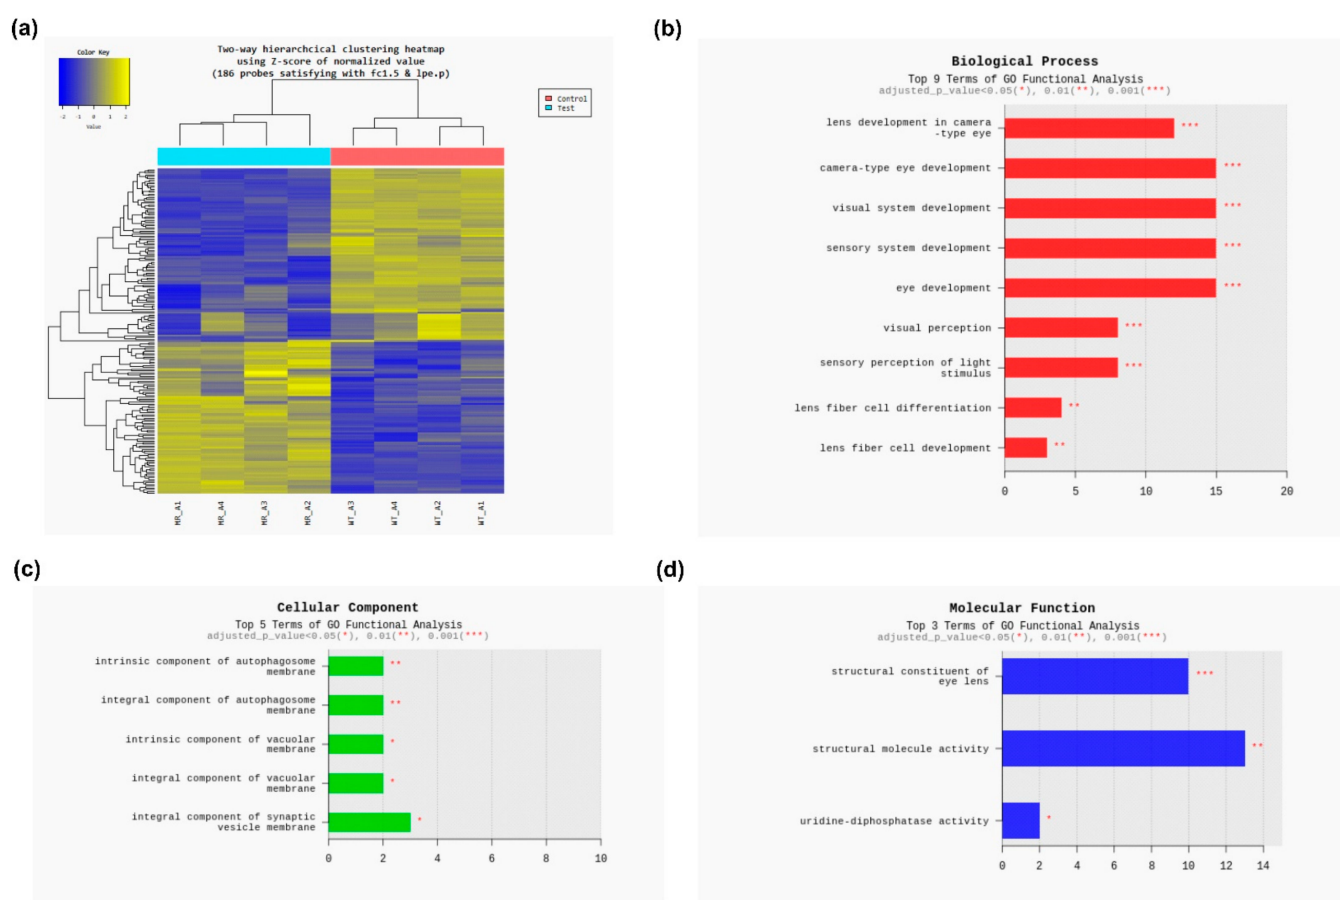 (a)
Color Key
-2 -1 0 1 2
Value
Two-way hierarchcical clustering heatmap
using Z-score of normalized value
(186 probes satisfying with fc1.5 & lpe.p)
Control
Test
MR_A1 MR_A4 MR_A3 MR_A2 WT_A3 WT_A4 WT_A2 WT_A1
(b)
Biological Process
Top 9 Terms of GO Functional Analysis
adjusted_p_value<0.05(*), 0.01(**), 0.001(***)
lens development in camera
-type eye
***
camera-type eye development
***
visual system development
***
sensory system development
***
eye development
***
visual perception
***
sensory perception of light
stimulus
***
lens fiber cell differentiation
**
lens fiber cell development
**
0 5 10 15 20
(c)
Cellular Component
Top 5 Terms of GO Functional Analysis
adjusted_p_value<0.05(*), 0.01(**), 0.001(***)
intrinsic component of autophagosome
membrane
**
integral component of autophagosome
membrane
**
intrinsic component of vacuolar
membrane
*
integral component of vacuolar
membrane
*
integral component of synaptic
vesicle membrane
*
0 2 4 6 8 10
(d)
Molecular Function
Top 3 Terms of GO Functional Analysis
adjusted_p_value<0.05(*), 0.01(**), 0.001(***)
structural constituent of
eye lens
***
structural molecule activity
**
uridine-diphosphatase activity
*
0 2 4 6 8 10 12 14